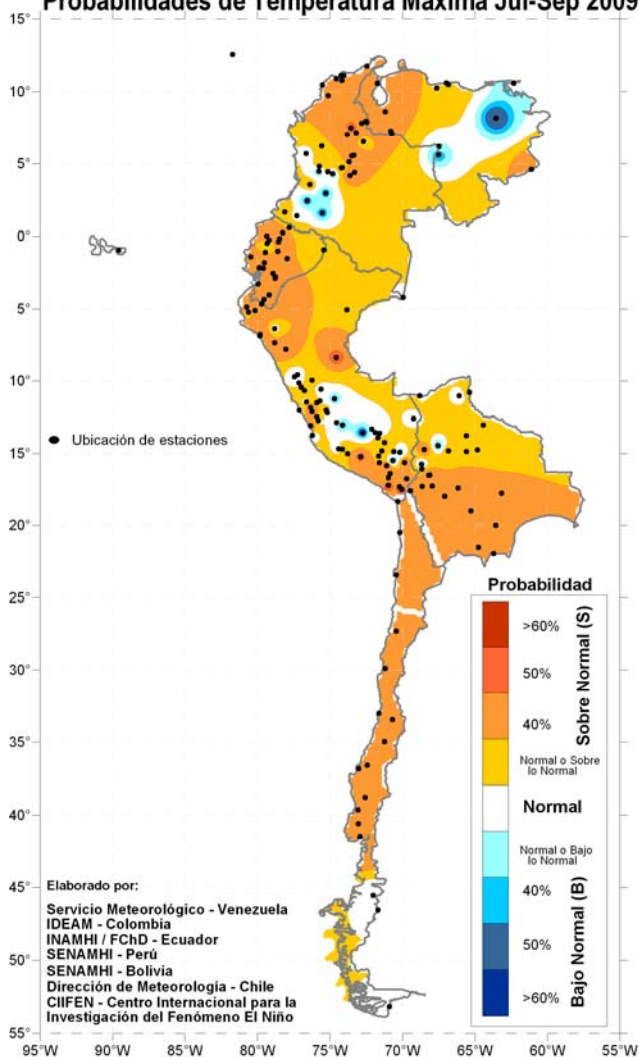 Probabilidades de Temperatura Máxima Jul-Sep 2009
15°
10°
5°
0°
5°
10°
15°
20°
25°
30°
35°
40°
45°
50°
55°
95°W
90°W
85°W
80°W
75°W
70°W
65°W
60°W
55°W
Ubicación de estaciones
Probabilidad
>60%
50%
40%
Sobre Normal (S)
Normal o Sobre
lo Normal
Normal
Normal o Bajo
lo Normal
40%
50%
>60%
Bajo Normal (B)
Elaborado por:
Servicio Meteorológico - Venezuela
IDEAM - Colombia
INAMHI / FChD - Ecuador
SENAMHI - Perú
SENAMHI - Bolivia
Dirección de Meteorología - Chile
CIIFEN - Centro Internacional para la
Investigación del Fenómeno El Niño